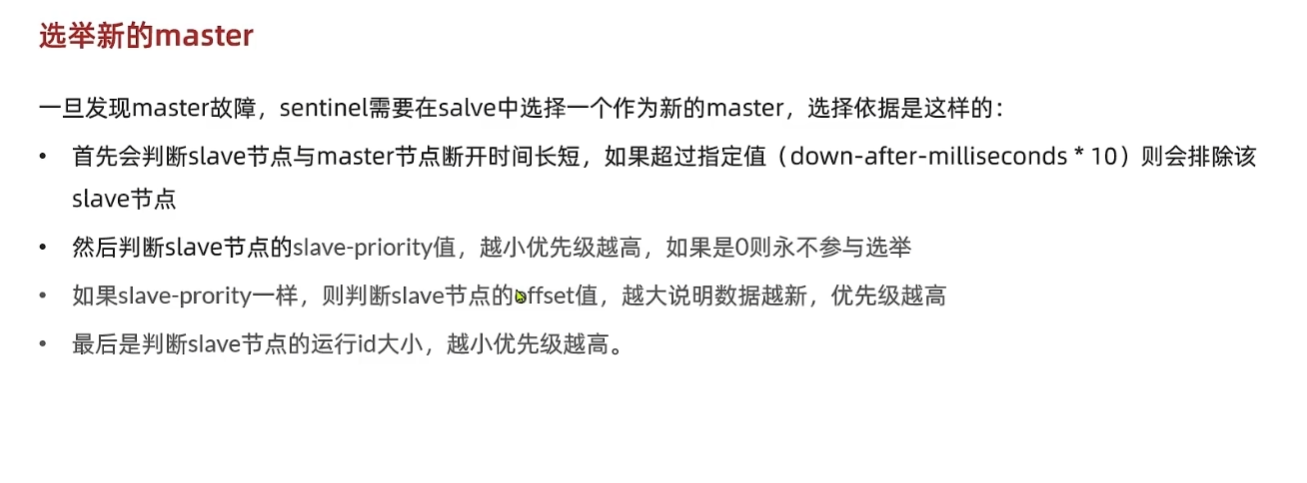 选举新的master
一旦发现master故障，sentinel需要在salve中选择一个作为新的master，选择依据是这样的：
• 首先会判断slave节点与master节点断开时间长短，如果超过指定值（down-after-milliseconds * 10）则会排除该
slave节点
• 然后判断slave节点的slave-priority值，越小优先级越高，如果是0则永不参与选举
• 如果slave-prority一样，则判断slave节点的offset值，越大说明数据越新，优先级越高
• 最后是判断slave节点的运行id大小，越小优先级越高。